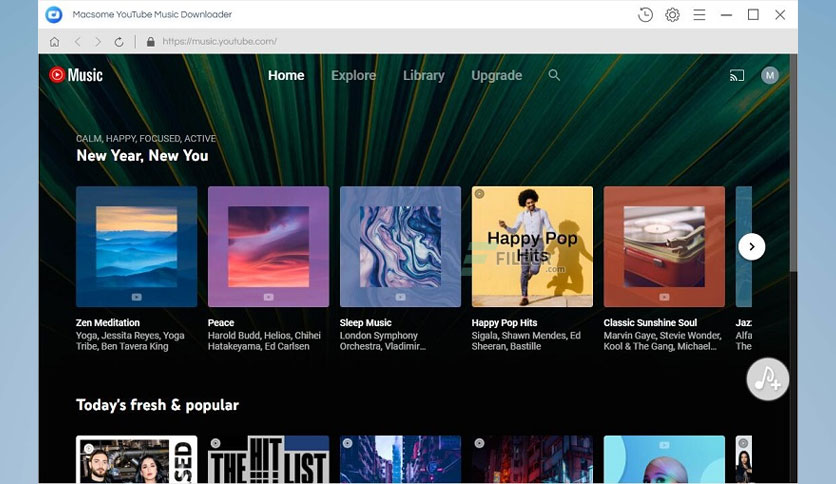 Macsome YouTube Music Downloader
https://music.youtube.com/
Music
Home Explore Library Upgrade
M
CALM, HAPPY, FOCUSED, ACTIVE
New Year, New You
Happy Pop
Hits
FILECR
.com
Zen Meditation
Yoga, Jessita Reyes, Yoga
Tribe, Ben Tavera King
Peace
Harold Budd, Helios, Chihei
Hatakeyama, Ed Carlsen
Sleep Music
London Symphony
Orchestra, Vladimir...
Happy Pop Hits
Sigala, Shawn Mendes, Ed
Sheeran, Bastille
Classic Sunshine Soul
Marvin Gaye, Stevie Wonder,
Kool & The Gang, Michael...
Jaz
Alfa
The
Today's fresh & popular
SED
THE HIT
LIST